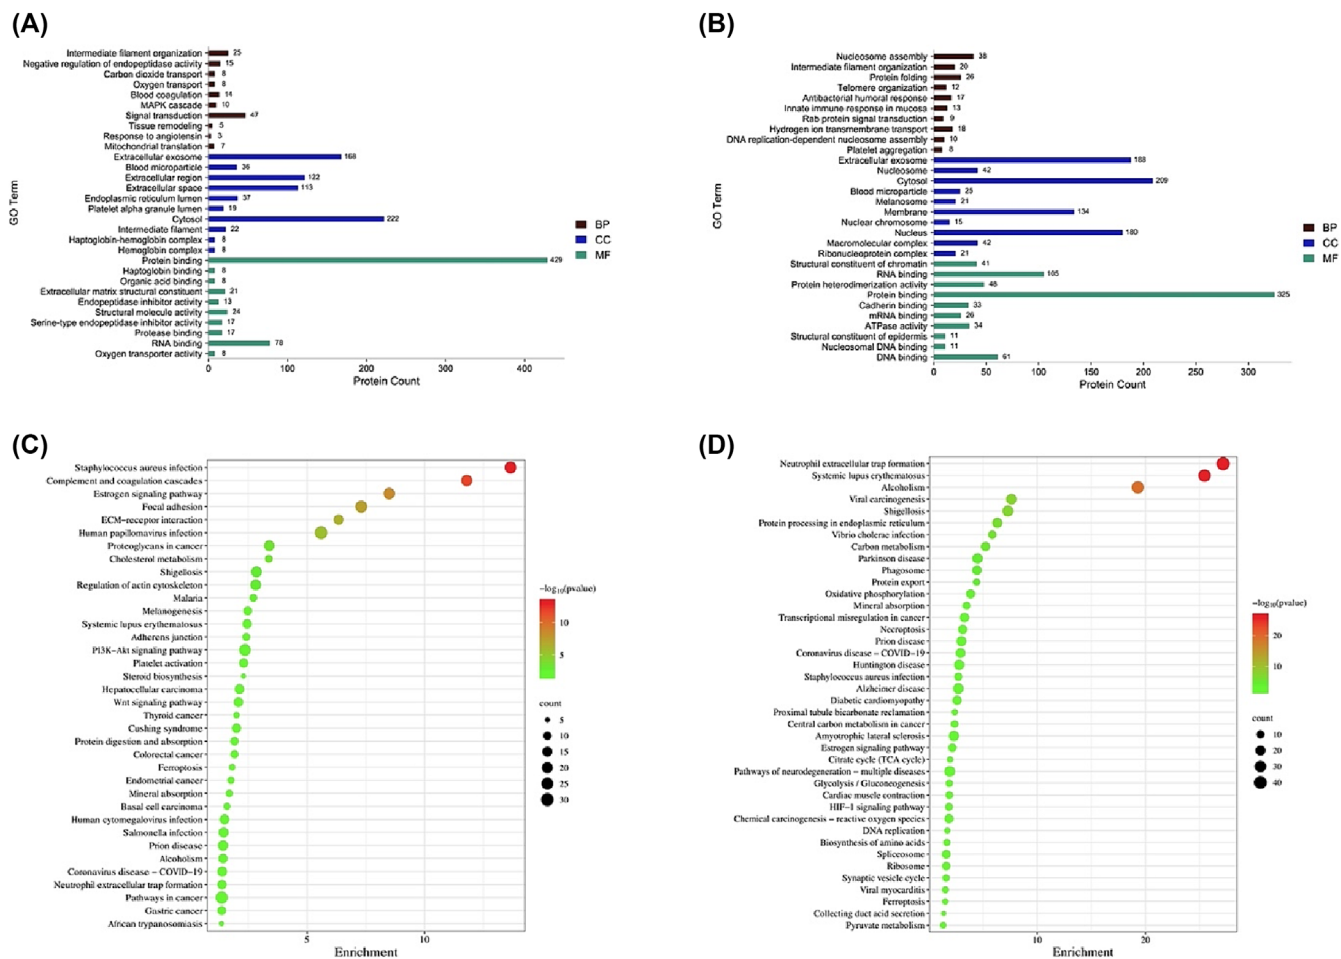 (A)
GO Term
Intermediate filament organization 25
Negative regulation of endopeptidase activity 15
Carbon dioxide transport 8
Oxygen transport 8
Blood coagulation 14
MAPK cascade 10
Signal transduction 47
Tissue remodeling 5
Response to angiotensin 3
Mitochondrial translation 7
Extracellular exosome 168
Blood microparticle 36
Extracellular region 122
Extracellular space 113
Endoplasmic reticulum lumen 37
Platelet alpha granule lumen 19
Cytosol 222
Intermediate filament 22
Haptoglobin-hemoglobin complex 8
Hemoglobin complex 8
Protein binding 429
Haptoglobin binding 8
Organic acid binding 8
Extracellular matrix structural constituent 21
Endopeptidase inhibitor activity 13
Structural molecule activity 24
Serine-type endopeptidase inhibitor activity 17
Protease binding 17
RNA binding 78
Oxygen transporter activity 8
0 100 200 300 400
Protein Count
BP
CC
MF
(B)
GO Term
Nucleosome assembly 38
Intermediate filament organization 20
Protein folding 26
Telomere organization 12
Antibacterial humoral response 17
Innate immune response in mucosa 13
Rab protein signal transduction 9
Hydrogen ion transmembrane transport 18
DNA replication-dependent nucleosome assembly 10
Platelet aggregation 8
Extracellular exosome 188
Nucleosome 42
Cytosol 209
Blood microparticle 25
Melanosome 21
Membrane 134
Nuclear chromosome 15
Nucleus 180
Macromolecular complex 42
Ribonucleoprotein complex 21
Structural constituent of chromatin 41
RNA binding 105
Protein heterodimerization activity 48
Protein binding 325
Cadherin binding 33
mRNA binding 26
ATPase activity 34
Structural constituent of epidermis 11
Nucleosomal DNA binding 11
DNA binding 61
0 50 100 150 200 250 300
Protein Count
BP
CC
MF
(C)
Staphylococcus aureus infection
Complement and coagulation cascades
Estrogen signaling pathway
Focal adhesion
ECM−receptor interaction
Human papillomavirus infection
Proteoglycans in cancer
Cholesterol metabolism
Shigellosis
Regulation of actin cytoskeleton
Malaria
Melanogenesis
Systemic lupus erythematosus
Adherens junction
PI3K−Akt signaling pathway
Platelet activation
Steroid biosynthesis
Hepatocellular carcinoma
Wnt signaling pathway
Thyroid cancer
Cushing syndrome
Protein digestion and absorption
Colorectal cancer
Ferroptosis
Endometrial cancer
Mineral absorption
Basal cell carcinoma
Human cytomegalovirus infection
Salmonella infection
Prion disease
Alcoholism
Coronavirus disease − COVID−19
Neutrophil extracellular trap formation
Pathways in cancer
Gastric cancer
African trypanosomiasis
5 10
Enrichment
−log10(pvalue)
10
5
count
5
10
15
20
25
30
(D)
Neutrophil extracellular trap formation
Systemic lupus erythematosus
Alcoholism
Viral carcinogenesis
Shigellosis
Protein processing in endoplasmic reticulum
Vibrio cholerae infection
Carbon metabolism
Parkinson disease
Phagosome
Protein export
Oxidative phosphorylation
Mineral absorption
Transcriptional misregulation in cancer
Necroptosis
Prion disease
Coronavirus disease − COVID−19
Huntington disease
Staphylococcus aureus infection
Alzheimer disease
Diabetic cardiomyopathy
Proximal tubule bicarbonate reclamation
Central carbon metabolism in cancer
Amyotrophic lateral sclerosis
Estrogen signaling pathway
Citrate cycle (TCA cycle)
Pathways of neurodegeneration − multiple diseases
Glycolysis / Gluconeogenesis
Cardiac muscle contraction
HIF−1 signaling pathway
Chemical carcinogenesis − reactive oxygen species
DNA replication
Biosynthesis of amino acids
Spliceosome
Ribosome
Synaptic vesicle cycle
Viral myocarditis
Ferroptosis
Collecting duct acid secretion
Pyruvate metabolism
10 20
Enrichment
−log10(pvalue)
20
10
count
10
20
30
40